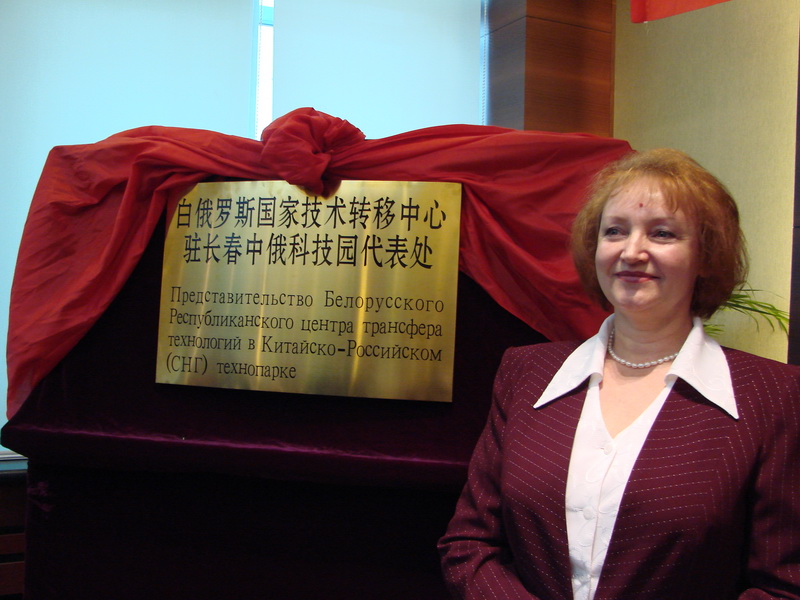 白俄罗斯国家技术转移中心
驻长春中俄科技园代表处
Представительство Белорусского
Республиканского центра трансфера
технологий в Китайско-Российском
(СНГ) технопарке